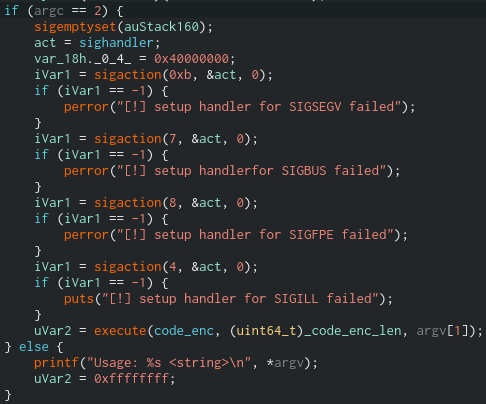 if (argc == 2) {
    sigemptyset(auStack160);
    act = sighandler;
    var_18h._0_4_ = 0x40000000;
    iVar1 = sigaction(0xb, &act, 0);
    if (iVar1 == -1) {
        perror("[!] setup handler for SIGSEGV failed");
    }
    iVar1 = sigaction(7, &act, 0);
    if (iVar1 == -1) {
        perror("[!] setup handlerfor SIGBUS failed");
    }
    iVar1 = sigaction(8, &act, 0);
    if (iVar1 == -1) {
        perror("[!] setup handler for SIGFPE failed");
    }
    iVar1 = sigaction(4, &act, 0);
    if (iVar1 == -1) {
        puts("[!] setup handler for SIGILL failed");
    }
    uVar2 = execute(code_enc, (uint64_t)_code_enc_len, argv[1]);
} else {
    printf("Usage: %s <string>\n", *argv);
    uVar2 = 0xffffffff;
}